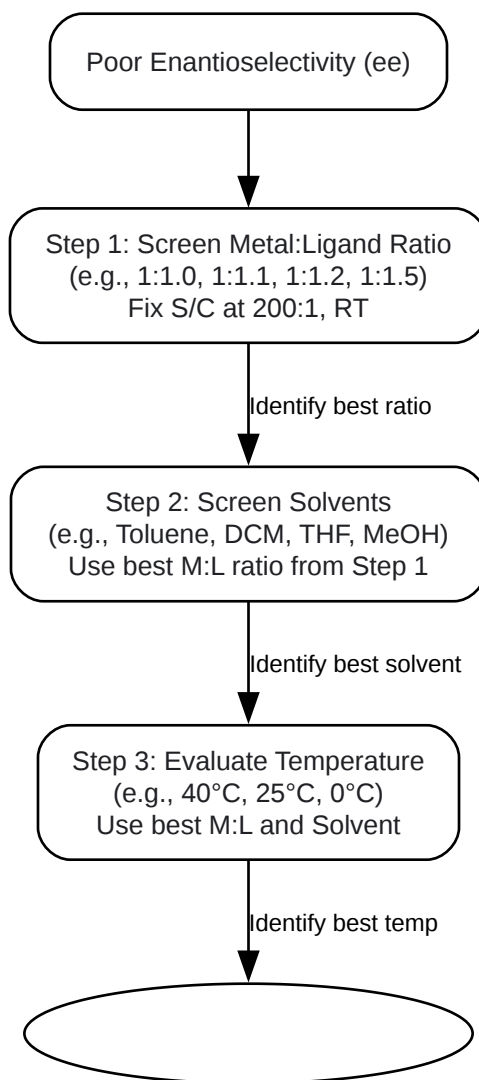 Poor Enantioselectivity (ee)
Step 1: Screen Metal:Ligand Ratio
(e.g., 1:1.0, 1:1.1, 1:1.2, 1:1.5)
Fix S/C at 200:1, RT
Identify best ratio
Step 2: Screen Solvents
(e.g., Toluene, DCM, THF, MeOH)
Use best M:L ratio from Step 1
Identify best solvent
Step 3: Evaluate Temperature
(e.g., 40°C, 25°C, 0°C)
Use best M:L and Solvent
Identify best temp